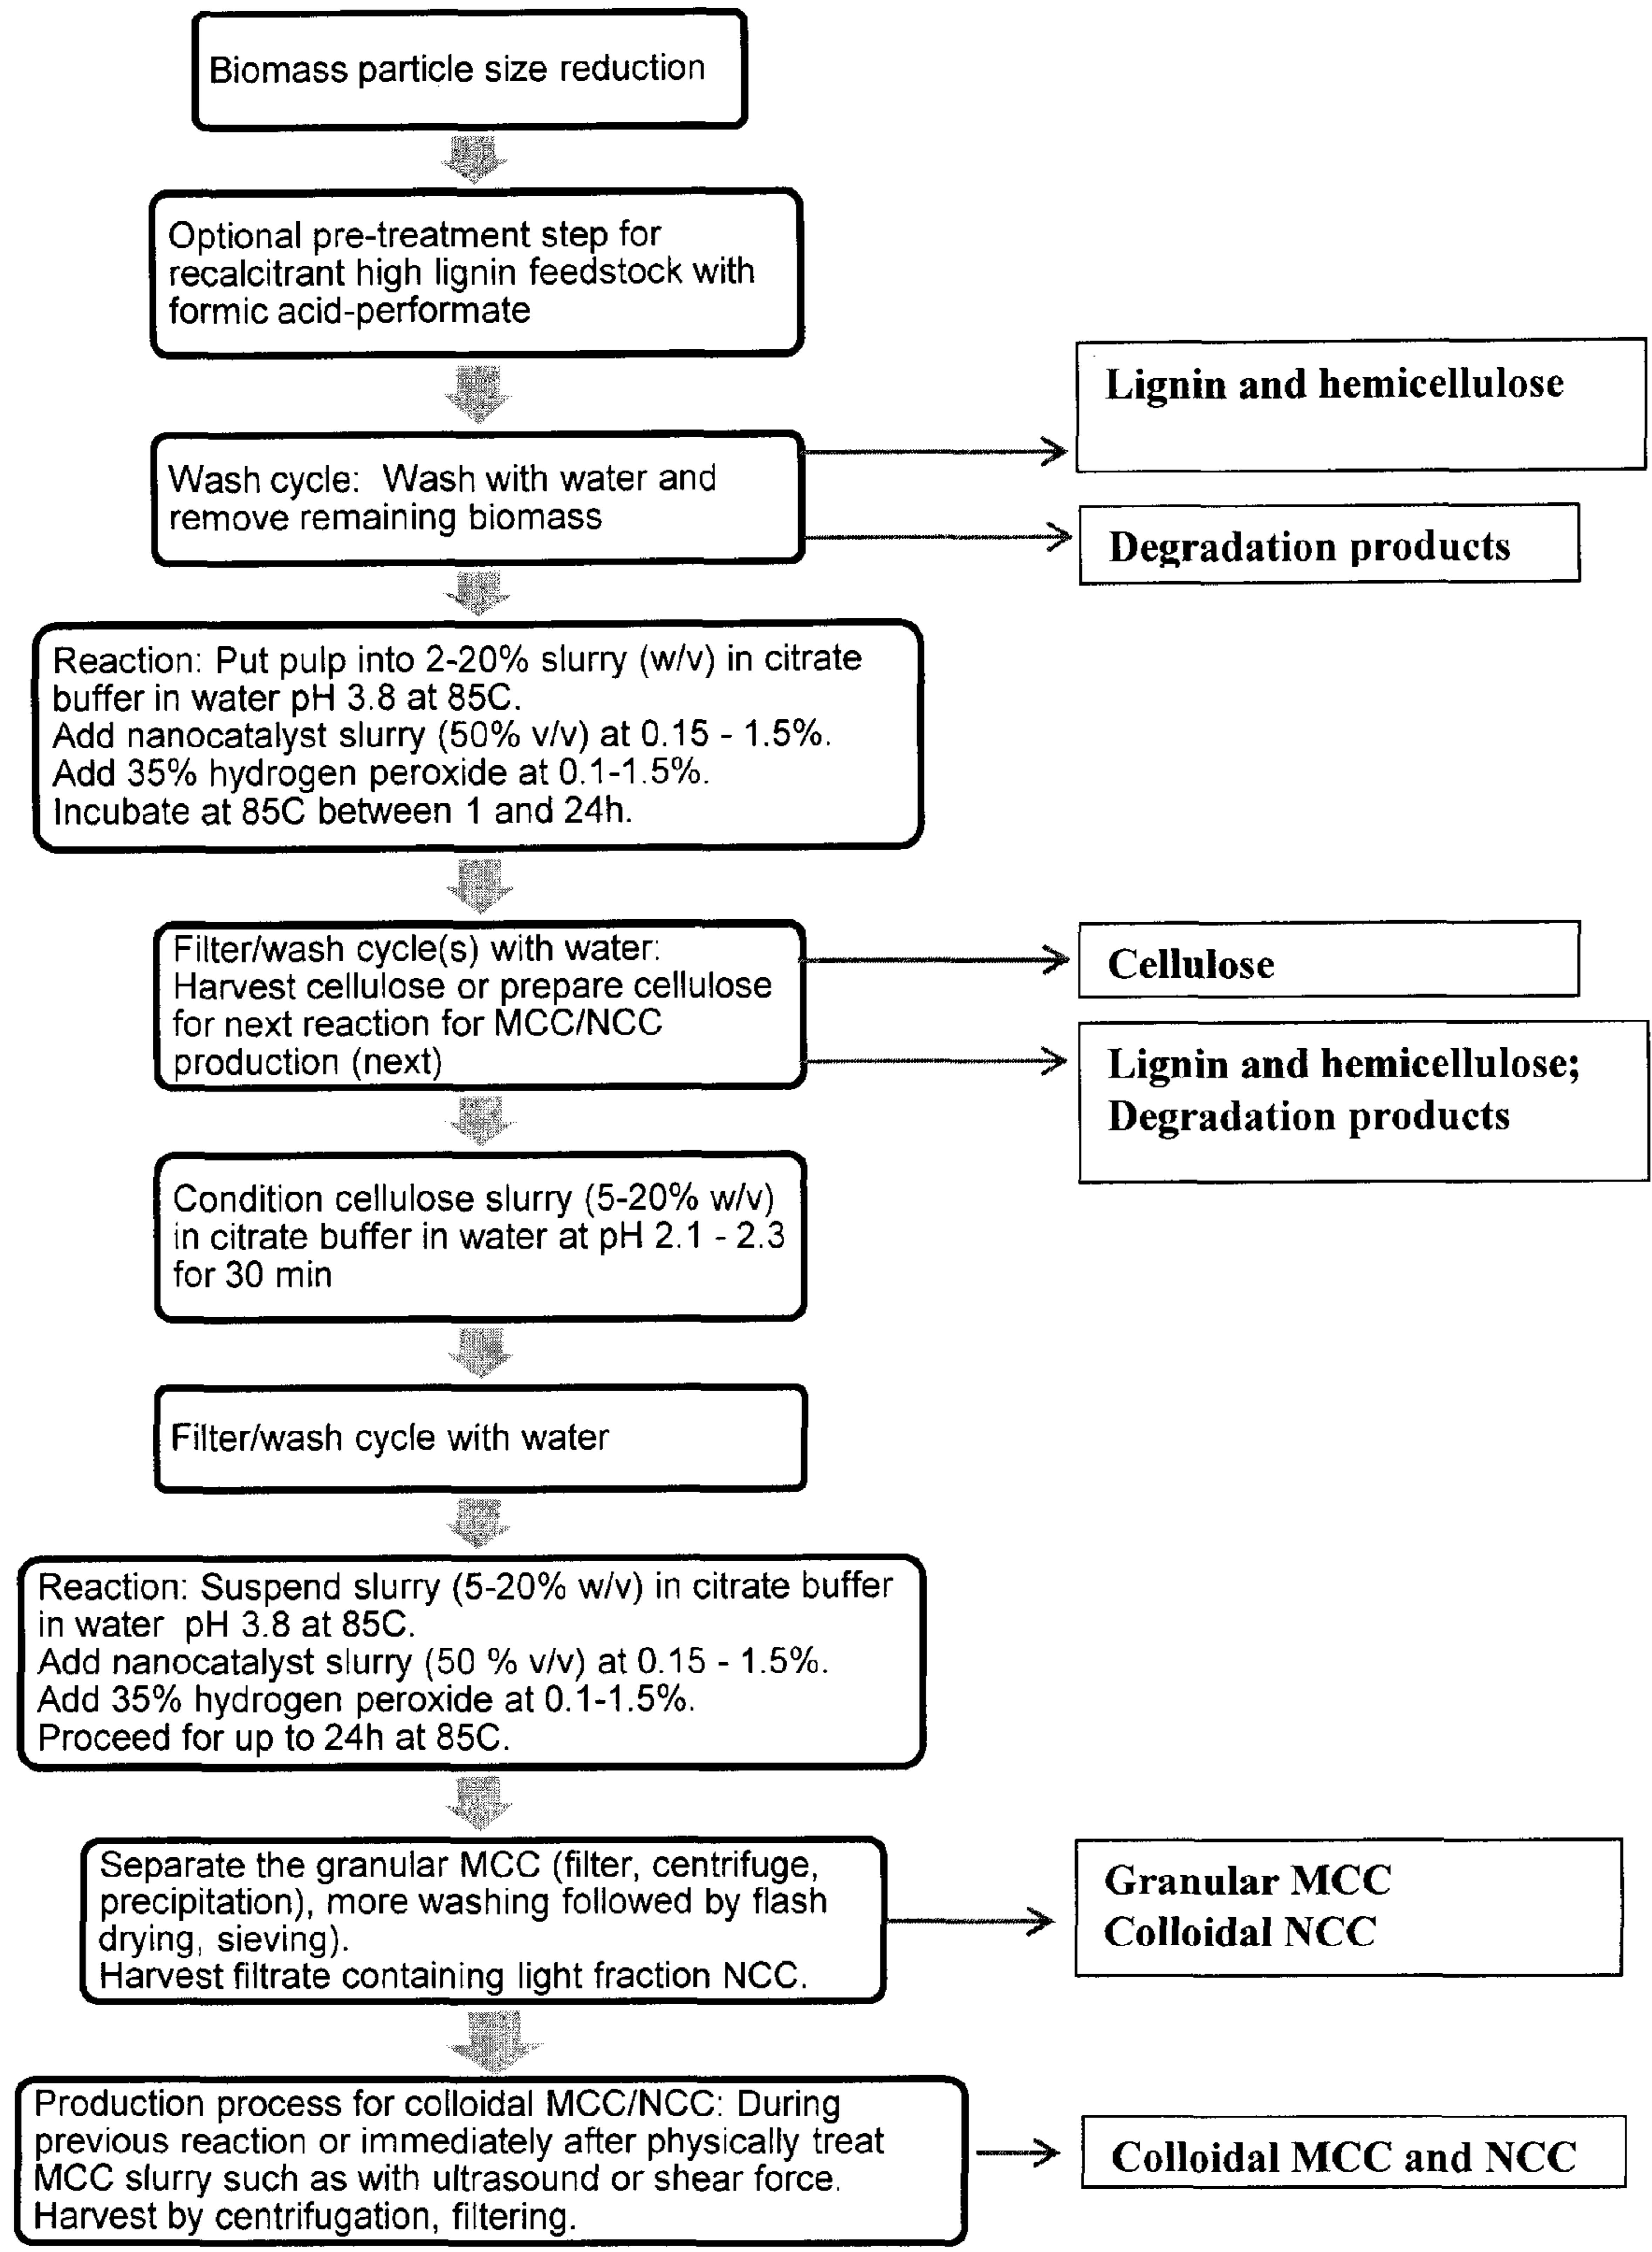 Biomass particle size reduction
Optional pre-treatment step for
recalcitrant high lignin feedstock with
formic acid-performate
Lignin and hemicellulose
Wash cycle:  Wash with water and
remove remaining biomass
Degradation products
Reaction: Put pulp into 2-20% slurry (w/v) in citrate
buffer in water pH 3.8 at 85C.
Add nanocatalyst slurry (50% v/v) at 0.15 - 1.5%.
Add 35% hydrogen peroxide at 0.1-1.5%.
Incubate at 85C between 1 and 24h.
Filter/wash cycle(s) with water:
Harvest cellulose or prepare cellulose
for next reaction for MCC/NCC
production (next)
Cellulose
Lignin and hemicellulose;
Degradation products
Condition cellulose slurry (5-20% w/v)
in citrate buffer in water at pH 2.1 - 2.3
for 30 min
Filter/wash cycle with water
Reaction: Suspend slurry (5-20% w/v) in citrate buffer
in water  pH 3.8 at 85C.
Add nanocatalyst slurry (50 % v/v) at 0.15 - 1.5%.
Add 35% hydrogen peroxide at 0.1-1.5%.
Proceed for up to 24h at 85C.
Separate the granular MCC (filter, centrifuge,
precipitation), more washing followed by flash
drying, sieving).
Harvest filtrate containing light fraction NCC.
Granular MCC
Colloidal NCC
Production process for colloidal MCC/NCC: During
previous reaction or immediately after physically treat
MCC slurry such as with ultrasound or shear force.
Harvest by centrifugation, filtering.
Colloidal MCC and NCC